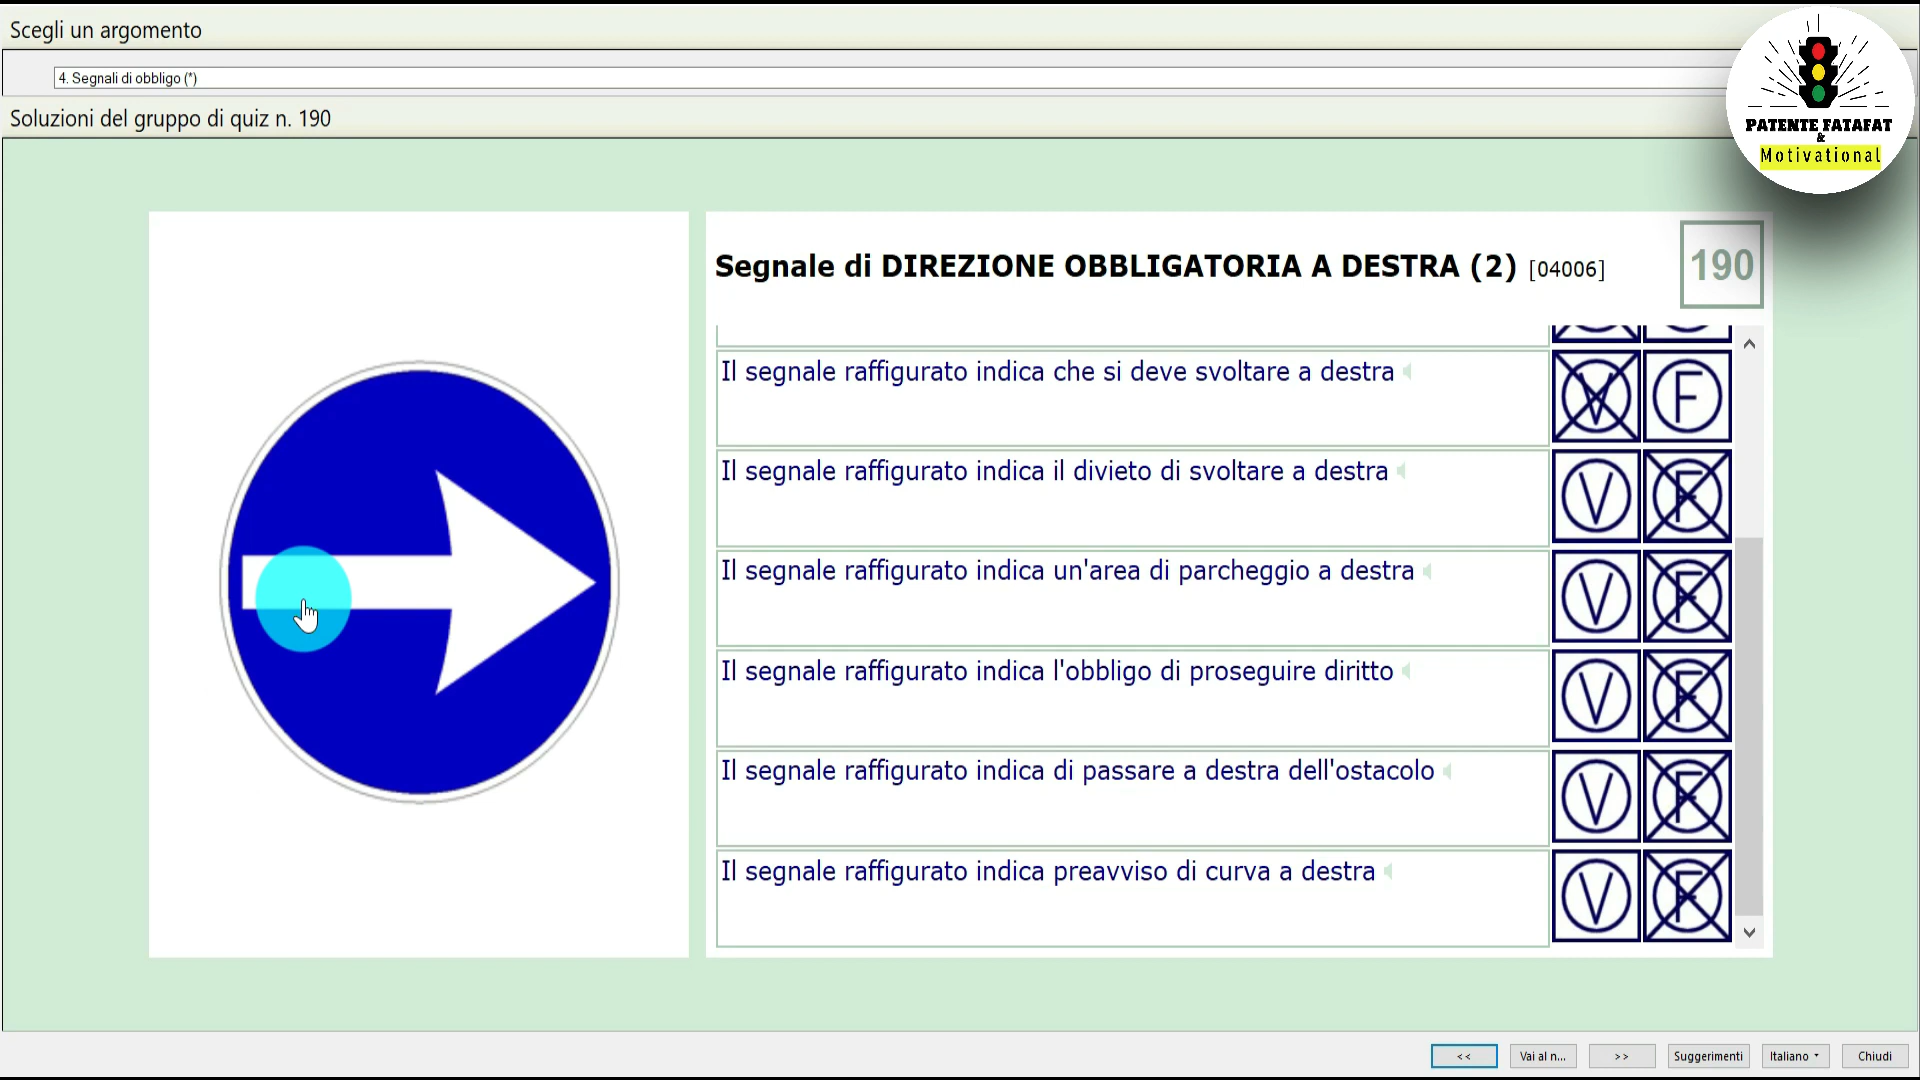 Scegli un argomento
4. Segnali di obbligo (*)
Soluzioni del gruppo di quiz n. 190
PATENTE FATAFAT
&
Motivational
Segnale di DIREZIONE OBBLIGATORIA A DESTRA (2) [04006]
190
Il segnale raffigurato indica che si deve svoltare a destra
V F
Il segnale raffigurato indica il divieto di svoltare a destra
V F
Il segnale raffigurato indica un'area di parcheggio a destra
V F
Il segnale raffigurato indica l'obbligo di proseguire diritto
V F
Il segnale raffigurato indica di passare a destra dell'ostacolo
V F
Il segnale raffigurato indica preavviso di curva a destra
V F
<< Vai al n... >> Suggerimenti Italiano Chiudi